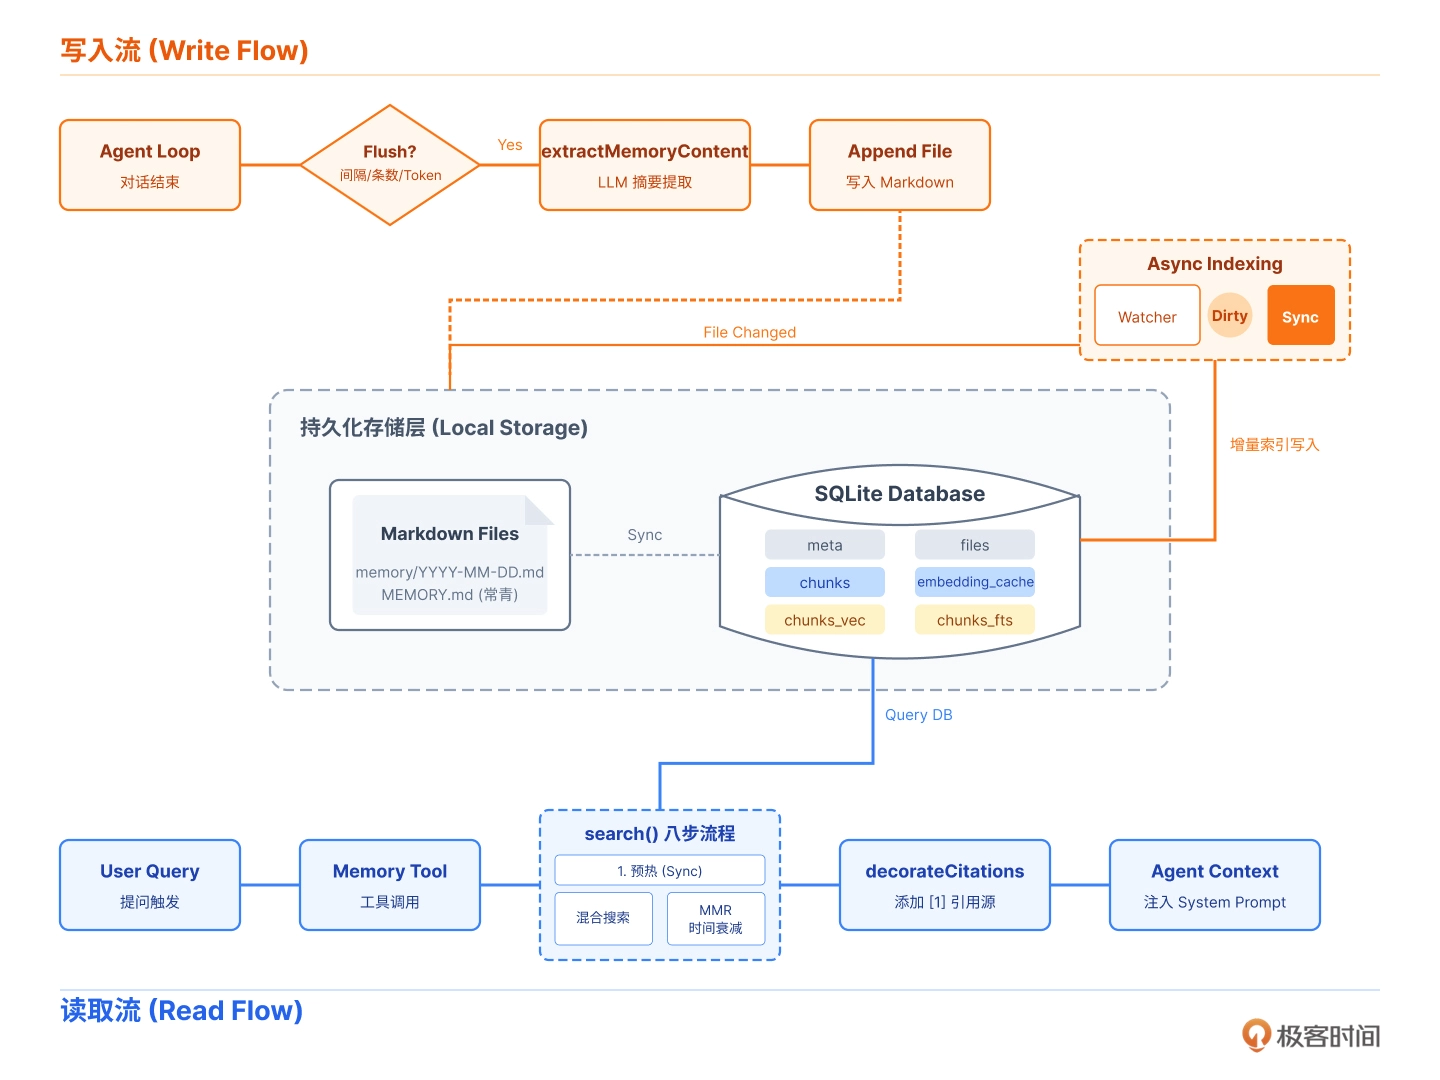 写入流 (Write Flow)
Agent Loop
对话结束
Flush?
间隔/条数/Token
Yes
extractMemoryContent
LLM 摘要提取
Append File
写入 Markdown
Async Indexing
Watcher
Dirty
Sync
File Changed
增量索引写入
持久化存储层 (Local Storage)
Markdown Files
memory/YYYY-MM-DD.md
MEMORY.md (常青)
Sync
SQLite Database
meta
files
chunks
embedding_cache
chunks_vec
chunks_fts
Query DB
User Query
提问触发
Memory Tool
工具调用
search() 八步流程
1. 预热 (Sync)
混合搜索
MMR
时间衰减
decorateCitations
添加 [1] 引用源
Agent Context
注入 System Prompt
读取流 (Read Flow)
极客时间